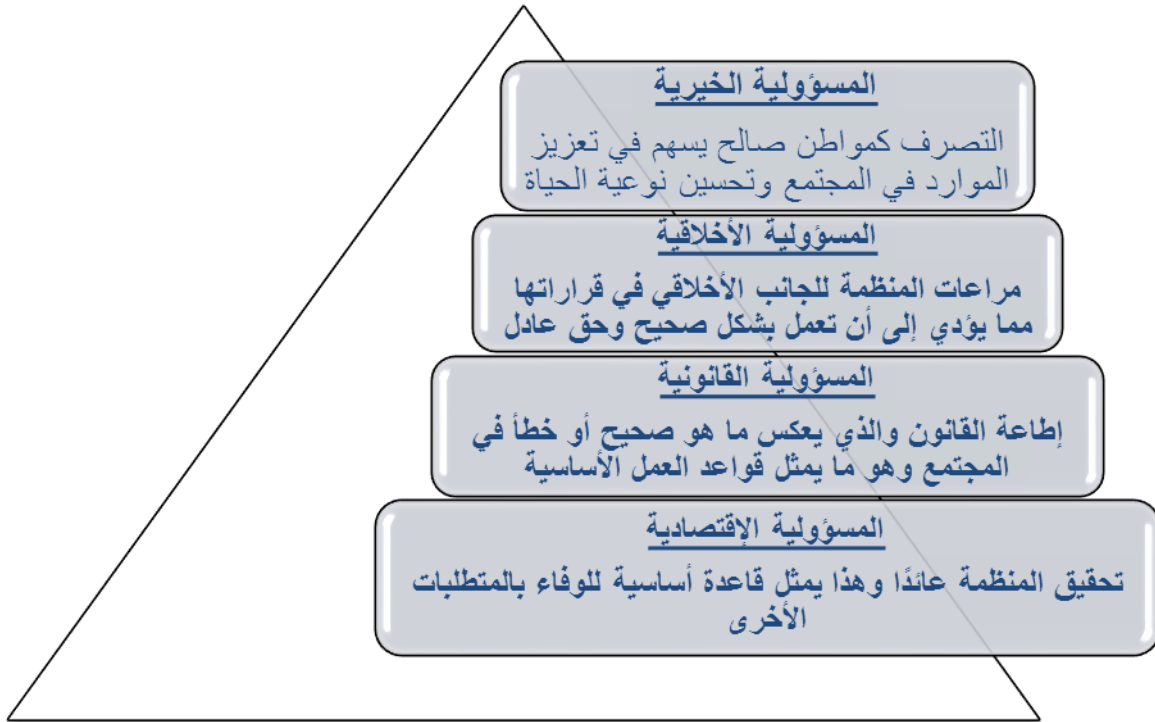 المسؤولية الخيرية
التصرف كمواطن صالح يسهم في تعزيز
الموارد في المجتمع وتحسين نوعية الحياة
المسؤولية الأخلاقية
مراعات المنظمة للجانب الأخلاقي في قراراتها
مما يؤدي إلى أن تعمل بشكل صحيح وحق عادل
المسؤولية القانونية
إطاعة القانون والذي يعكس ما هو صحيح أو خطأ في
المجتمع وهو ما يمثل قواعد العمل الأساسية
المسؤولية الإقتصادية
تحقيق المنظمة عائدًا وهذا يمثل قاعدة أساسية للوفاء بالمتطلبات
الأخرى